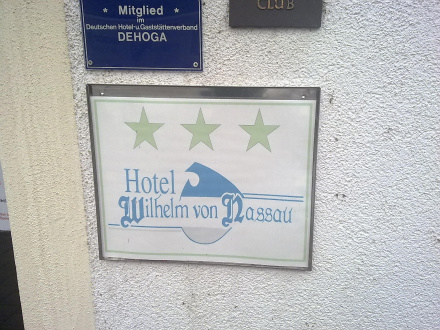 * Mitglied *
im
Deutschen Hotel-u.Gaststättenverband
DEHOGA
CLUB
Hotel
Wilhelm von Nassau